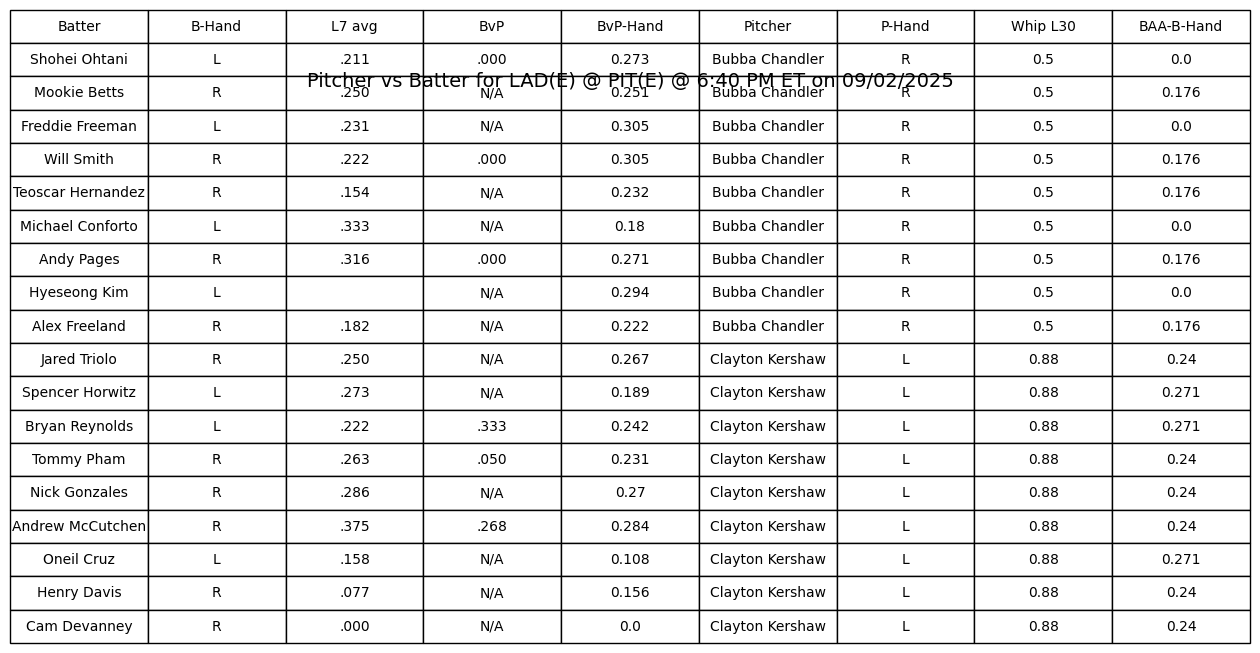 Batter B-Hand L7 avg BvP BvP-Hand Pitcher P-Hand Whip L30 BAA-B-Hand
Shohei Ohtani L .211 .000 0.273 Bubba Chandler R 0.5 0.0
Pitcher vs Batter for LAD(E) @ PIT(E) @ 6:40 PM ET on 09/02/2025
Mookie Betts R .250 N/A 0.251 Bubba Chandler R 0.5 0.176
Freddie Freeman L .231 N/A 0.305 Bubba Chandler R 0.5 0.0
Will Smith R .222 .000 0.305 Bubba Chandler R 0.5 0.176
Teoscar Hernandez R .154 N/A 0.232 Bubba Chandler R 0.5 0.176
Michael Conforto L .333 N/A 0.18 Bubba Chandler R 0.5 0.0
Andy Pages R .316 .000 0.271 Bubba Chandler R 0.5 0.176
Hyeseong Kim L N/A 0.294 Bubba Chandler R 0.5 0.0
Alex Freeland R .182 N/A 0.222 Bubba Chandler R 0.5 0.176
Jared Triolo R .250 N/A 0.267 Clayton Kershaw L 0.88 0.24
Spencer Horwitz L .273 N/A 0.189 Clayton Kershaw L 0.88 0.271
Bryan Reynolds L .222 .333 0.242 Clayton Kershaw L 0.88 0.271
Tommy Pham R .263 .050 0.231 Clayton Kershaw L 0.88 0.24
Nick Gonzales R .286 N/A 0.27 Clayton Kershaw L 0.88 0.24
Andrew McCutchen R .375 .268 0.284 Clayton Kershaw L 0.88 0.24
Oneil Cruz L .158 N/A 0.108 Clayton Kershaw L 0.88 0.271
Henry Davis R .077 N/A 0.156 Clayton Kershaw L 0.88 0.24
Cam Devanney R .000 N/A 0.0 Clayton Kershaw L 0.88 0.24